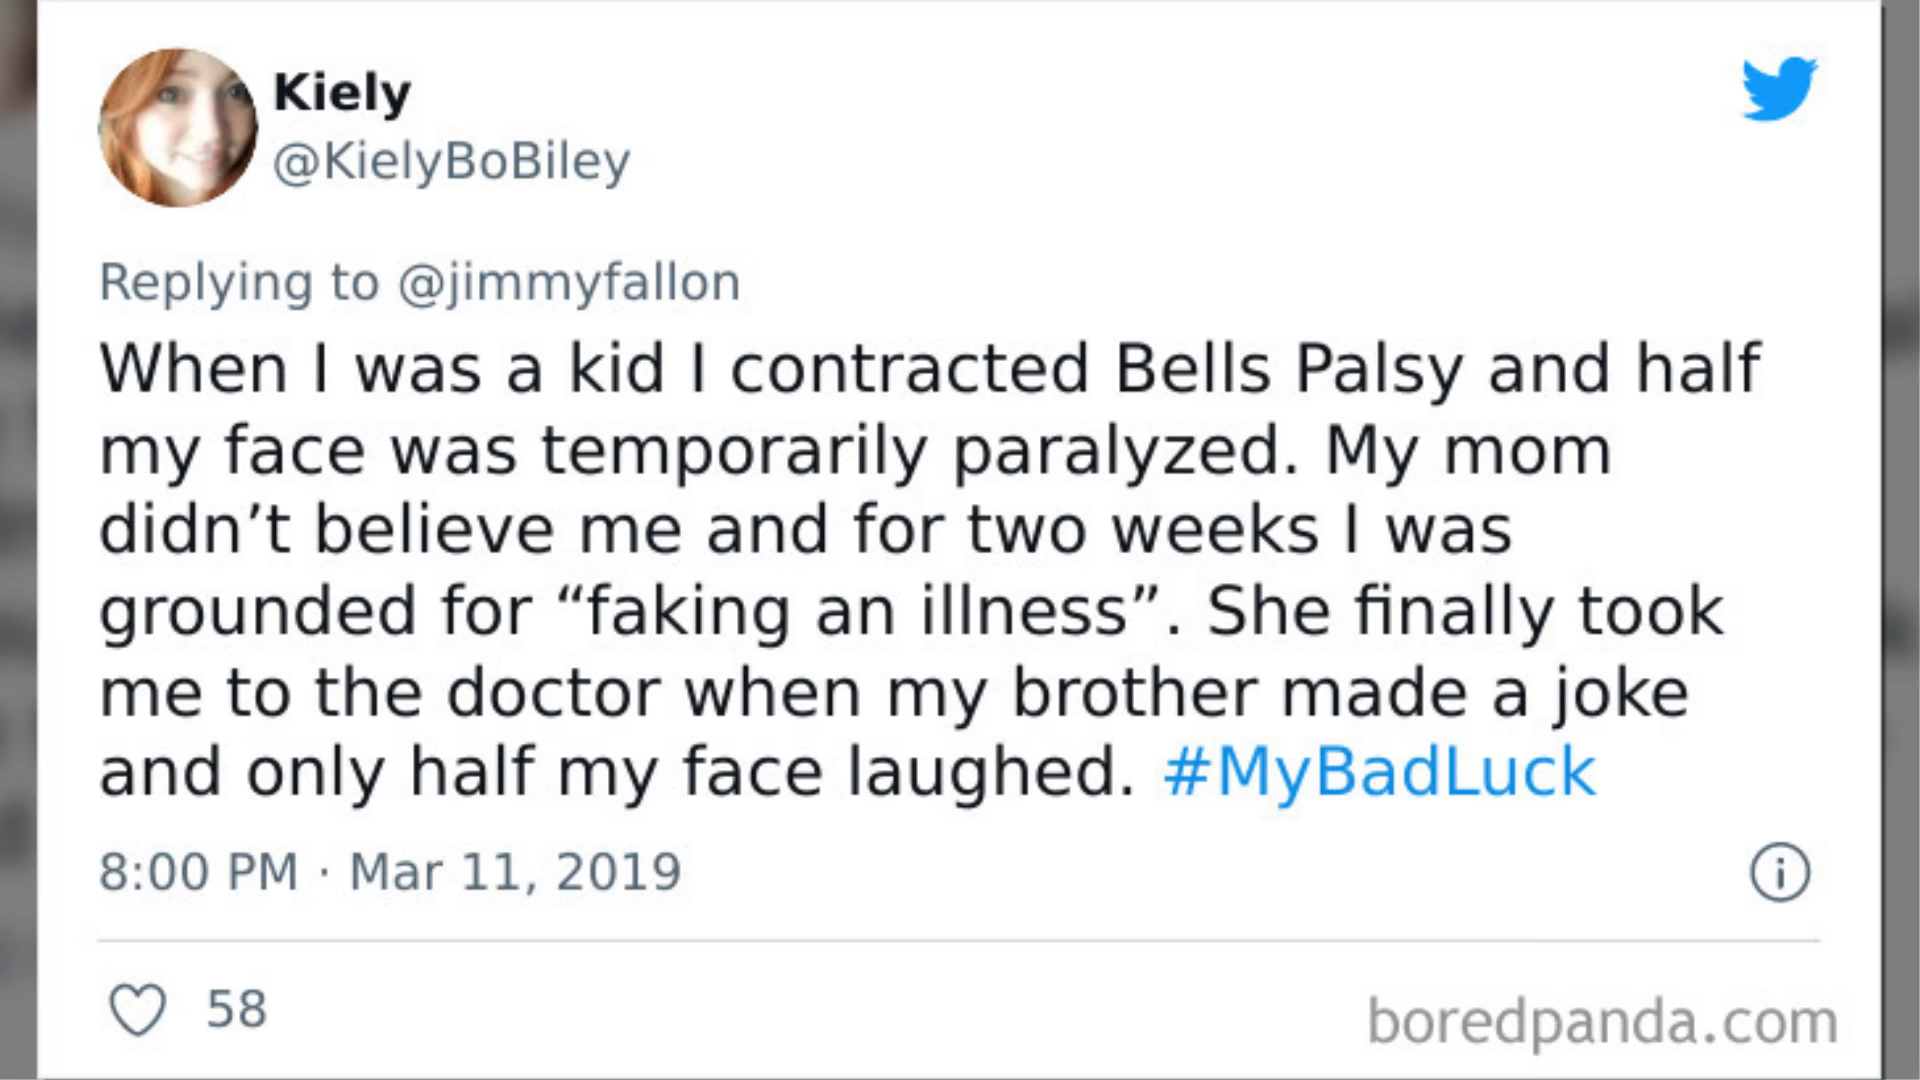 Kiely
@KielyBoBiley
Replying to @jimmyfallon
When I was a kid I contracted Bells Palsy and half
my face was temporarily paralyzed. My mom
didn’t believe me and for two weeks I was
grounded for “faking an illness”. She finally took
me to the doctor when my brother made a joke
and only half my face laughed. #MyBadLuck
8:00 PM · Mar 11, 2019
58
boredpanda.com